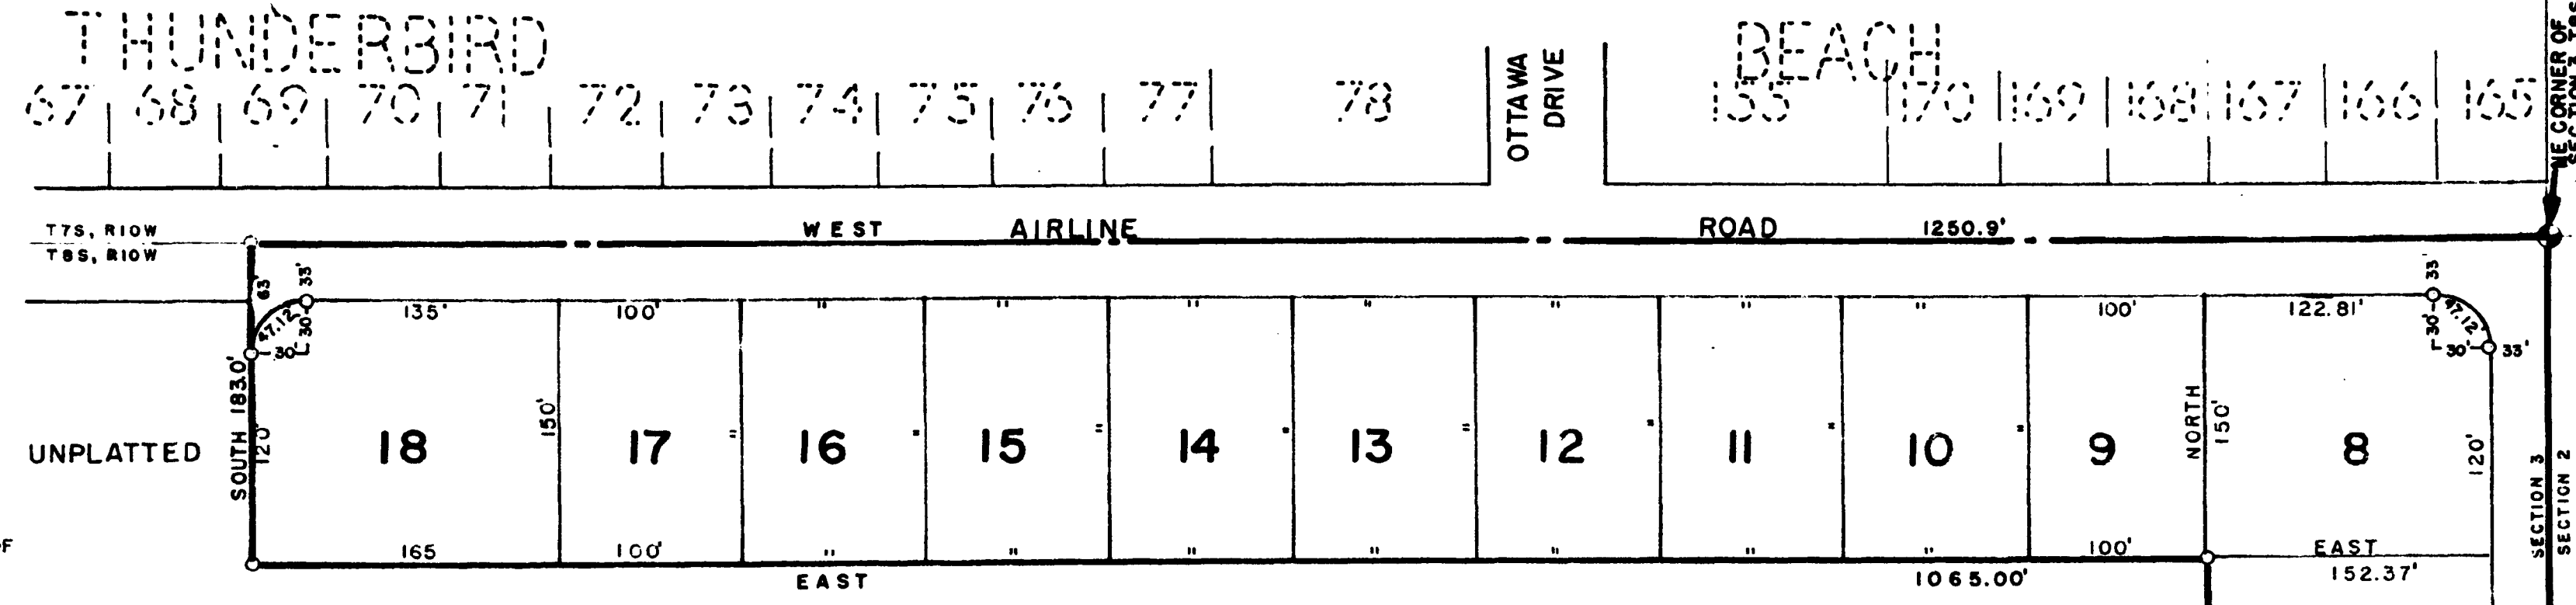 THUNDERBIRD BEACH
67 68 69 70 71 72 73 74 75 76 77 78
OTTAWA
DRIVE
155 170 169 168 167 166 165
NE CORNER OF
T7S, R10W
T8S, R10W
WEST AIRLINE ROAD 1250.9'
63' 33' 33'
135' 100' " " " " " " " 100' 122.81'
47.12' 30' 30' 47.12' 30' 30' 33'
SOUTH 183.0'
120' 150' " " " " " " " " NORTH 150' 120'
UNPLATTED 18 17 16 15 14 13 12 11 10 9 8
SECTION 3
SECTION 2
165 100' " " " " " " " 100' EAST
EAST 1065.00' 152.37'